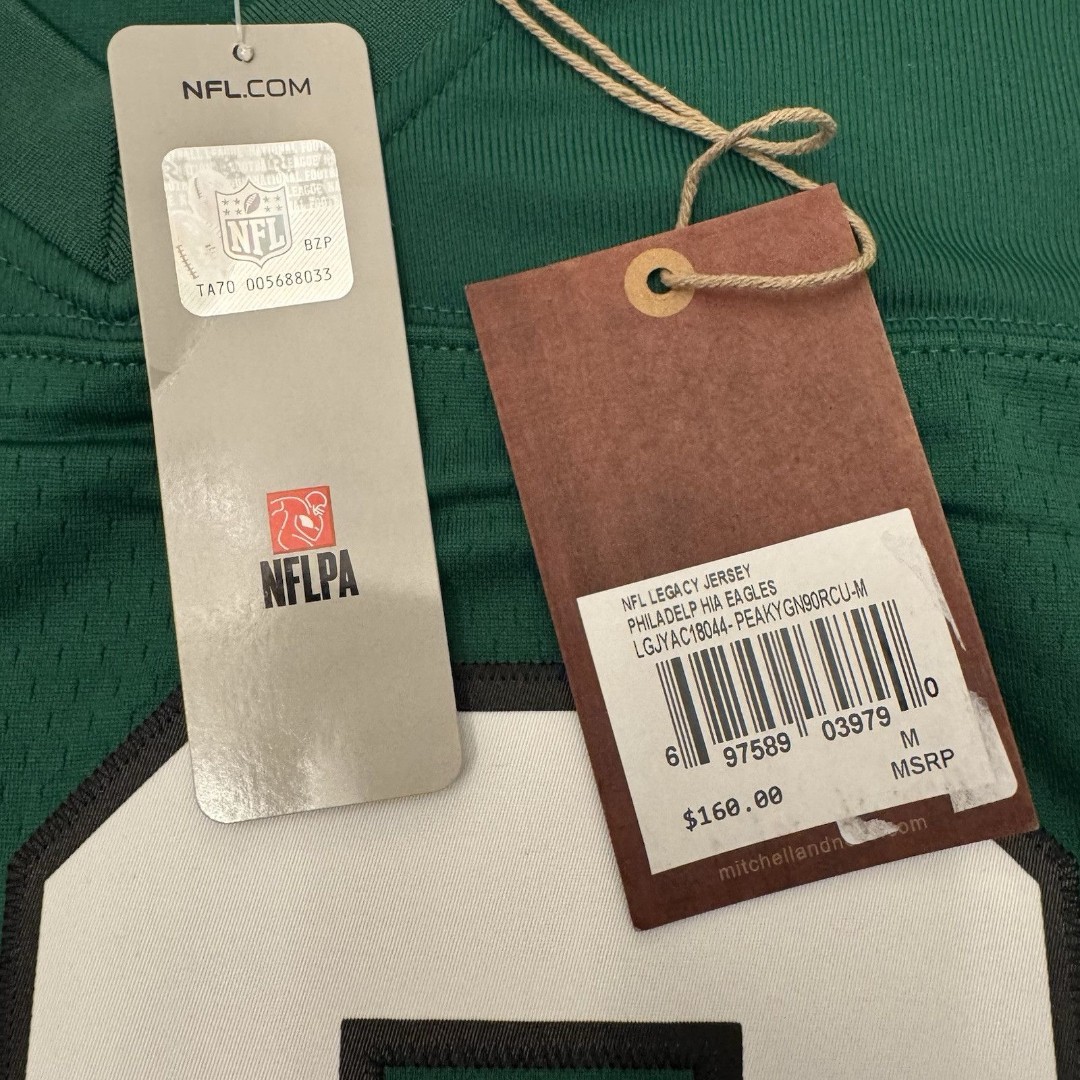 NFL.COM
NFL
BZP
TA70 005688033
NFLPA
NFL LEGACY JERSEY
PHILADELP HIA EAGLES
LGJYAC18044- PEAKYGN90RCU-M
6 97589 03979 0
M
$160.00 MSRP